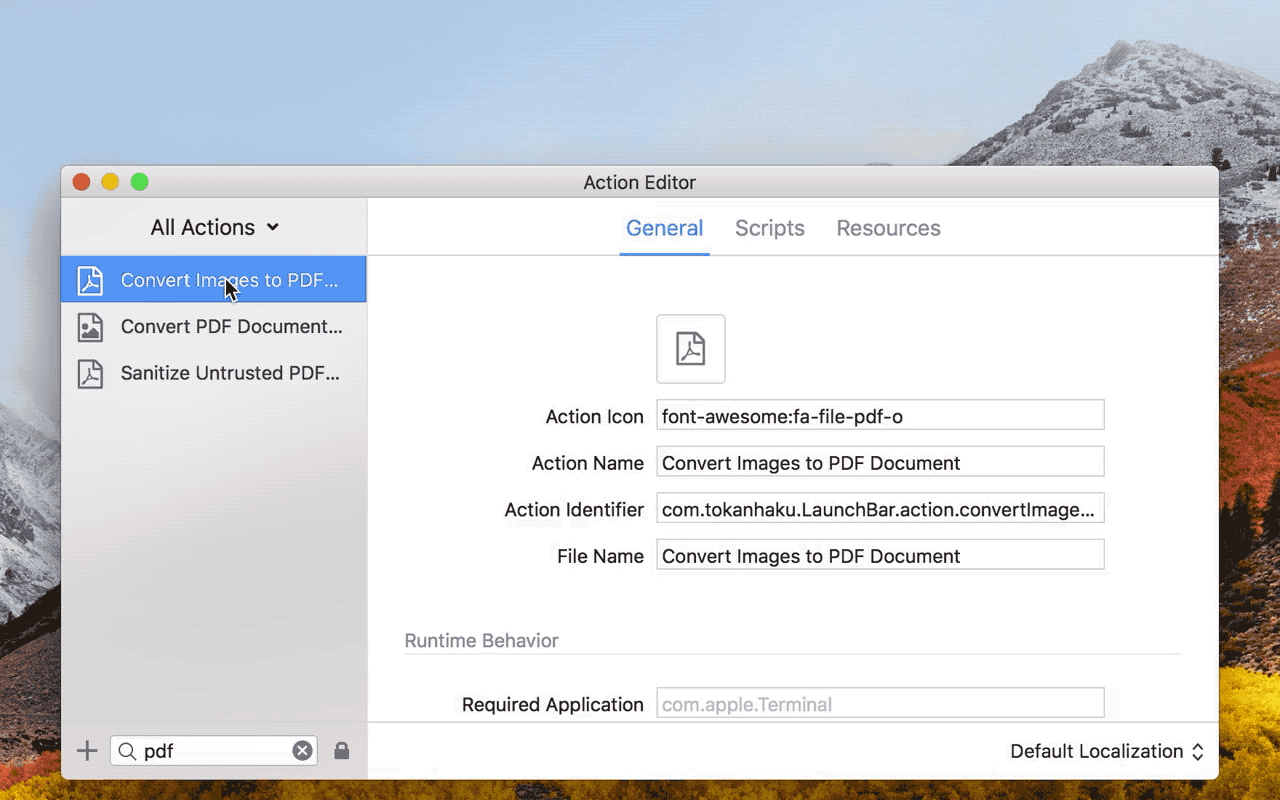 Action Editor
All Actions
General Scripts Resources
Convert Images to PDF...
Convert PDF Document...
Sanitize Untrusted PDF...
Action Icon font-awesome:fa-file-pdf-o
Action Name Convert Images to PDF Document
Action Identifier com.tokanhaku.LaunchBar.action.convertImage...
File Name Convert Images to PDF Document
Runtime Behavior
Required Application com.apple.Terminal
pdf
Default Localization